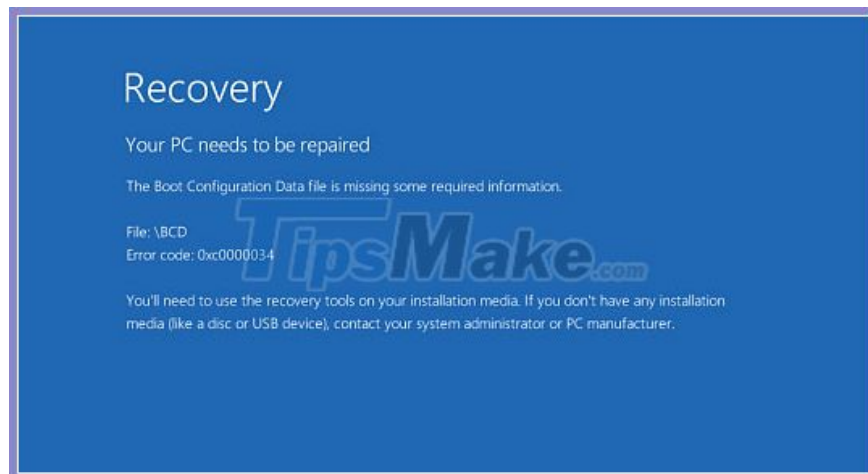 Recovery
Your PC needs to be repaired
The Boot Configuration Data file is missing some required information.
File: \BCD
Error code: 0xc0000034
TipsMake.com
You'll need to use the recovery tools on your installation media. If you don't have any installation
media (like a disc or USB device), contact your system administrator or PC manufacturer.